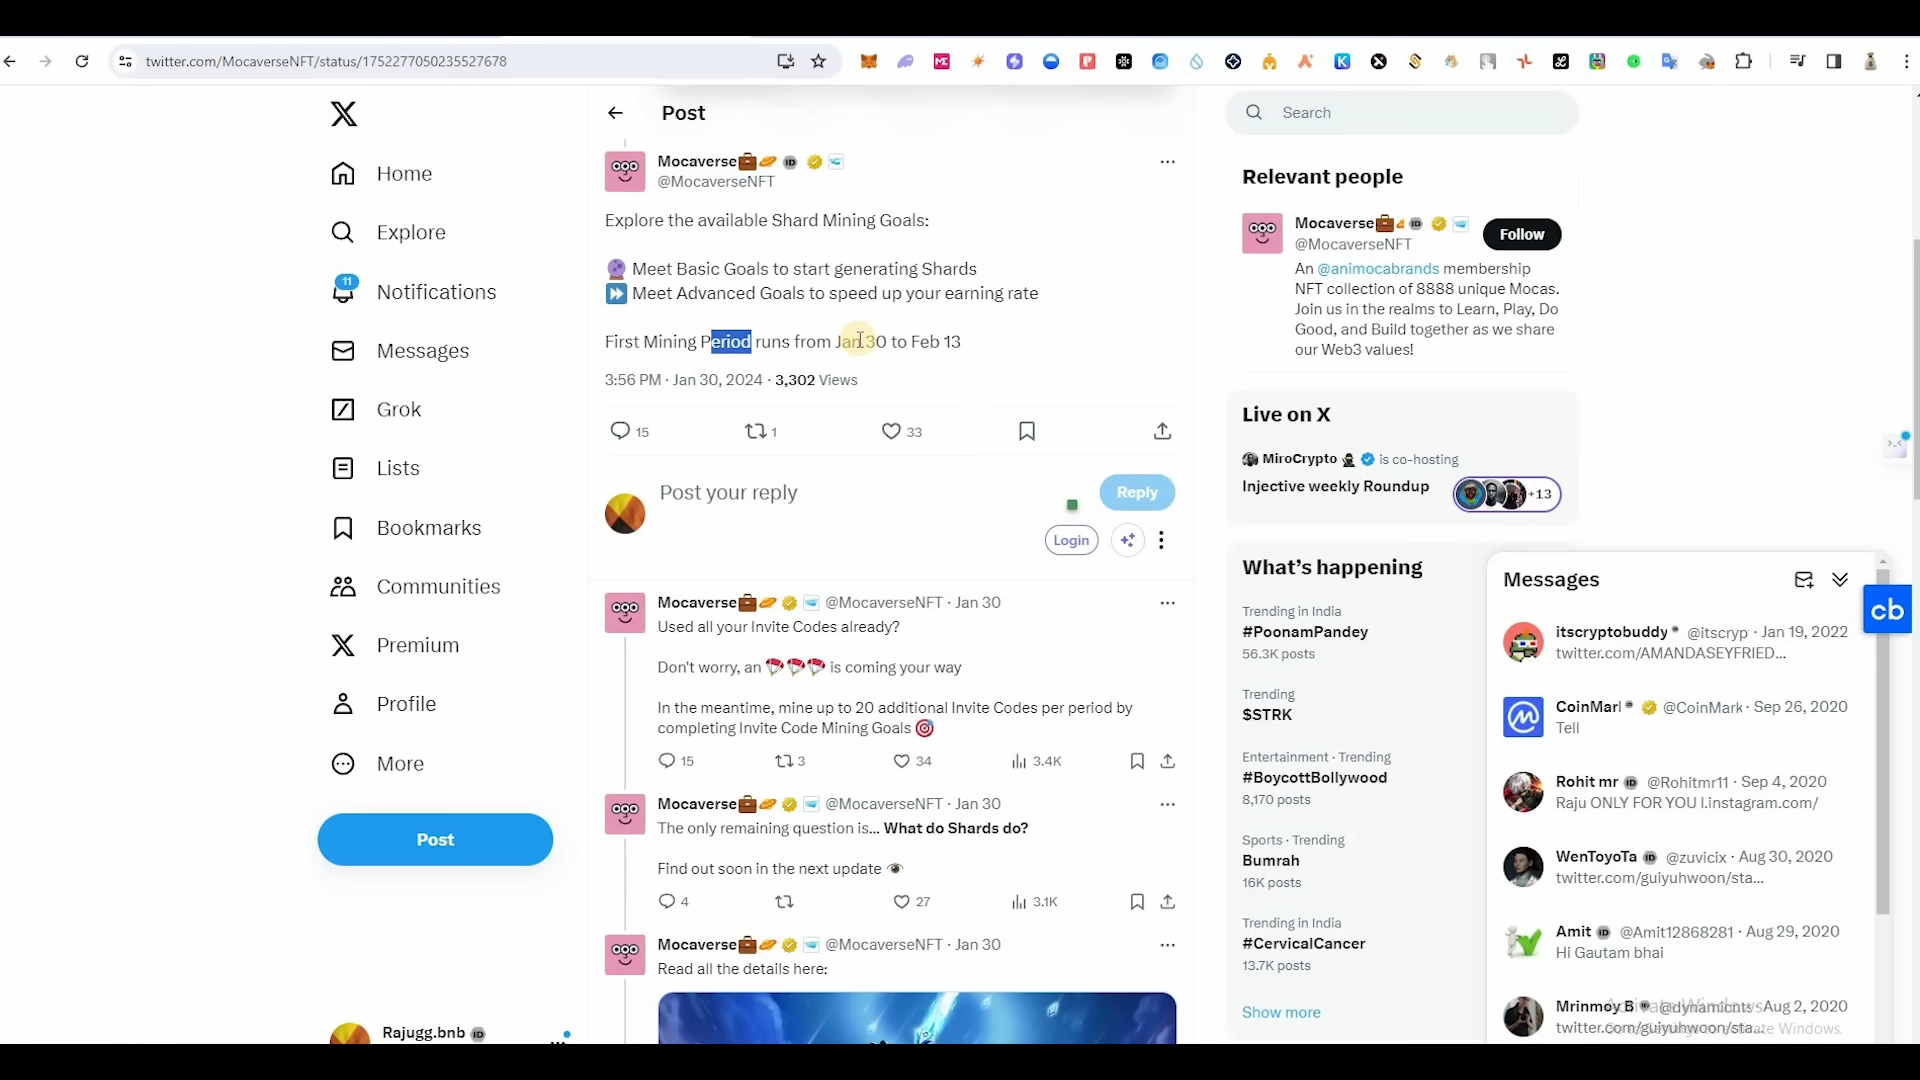 twitter.com/MocaverseNFT/status/1752277050235527678
Post
Search
Home
Explore
11
Notifications
Messages
Grok
Lists
Bookmarks
Communities
Premium
Profile
More
Post
Rajugg.bnb
Mocaverse
@MocaverseNFT
Explore the available Shard Mining Goals:
Meet Basic Goals to start generating Shards
Meet Advanced Goals to speed up your earning rate
First Mining Period runs from Jan 30 to Feb 13
3:56 PM · Jan 30, 2024 · 3,302 Views
15
1
33
Post your reply
Reply
Login
Mocaverse @MocaverseNFT · Jan 30
Used all your Invite Codes already?
Don't worry, an 🪂🪂🪂 is coming your way
In the meantime, mine up to 20 additional Invite Codes per period by
completing Invite Code Mining Goals 🎯
15
3
34
3.4K
Mocaverse @MocaverseNFT · Jan 30
The only remaining question is... What do Shards do?
Find out soon in the next update 👁
4
27
3.1K
Mocaverse @MocaverseNFT · Jan 30
Read all the details here:
Relevant people
Mocaverse
@MocaverseNFT
Follow
An @animocabrands membership
NFT collection of 8888 unique Mocas.
Join us in the realms to Learn, Play, Do
Good, and Build together as we share
our Web3 values!
Live on X
MiroCrypto is co-hosting
Injective weekly Roundup
+13
What's happening
Trending in India
#PoonamPandey
56.3K posts
Trending
$STRK
Entertainment · Trending
#BoycottBollywood
8,170 posts
Sports · Trending
Bumrah
16K posts
Trending in India
#CervicalCancer
13.7K posts
Show more
Messages
itscryptobuddy @itscryp · Jan 19, 2022
twitter.com/AMANDASEYFRIED...
CoinMarl @CoinMark · Sep 26, 2020
Tell
Rohit mr @Rohitmr11 · Sep 4, 2020
Raju ONLY FOR YOU l.instagram.com/
WenToyoTa @zuvicix · Aug 30, 2020
twitter.com/guiyuhwoon/sta...
Amit @Amit12868281 · Aug 29, 2020
Hi Gautam bhai
Mrinmoy B @dynamicnts · Aug 2, 2020
twitter.com/guiyuhwoon/sta...
Activate Windows
Go to Settings to activate Windows.
cb